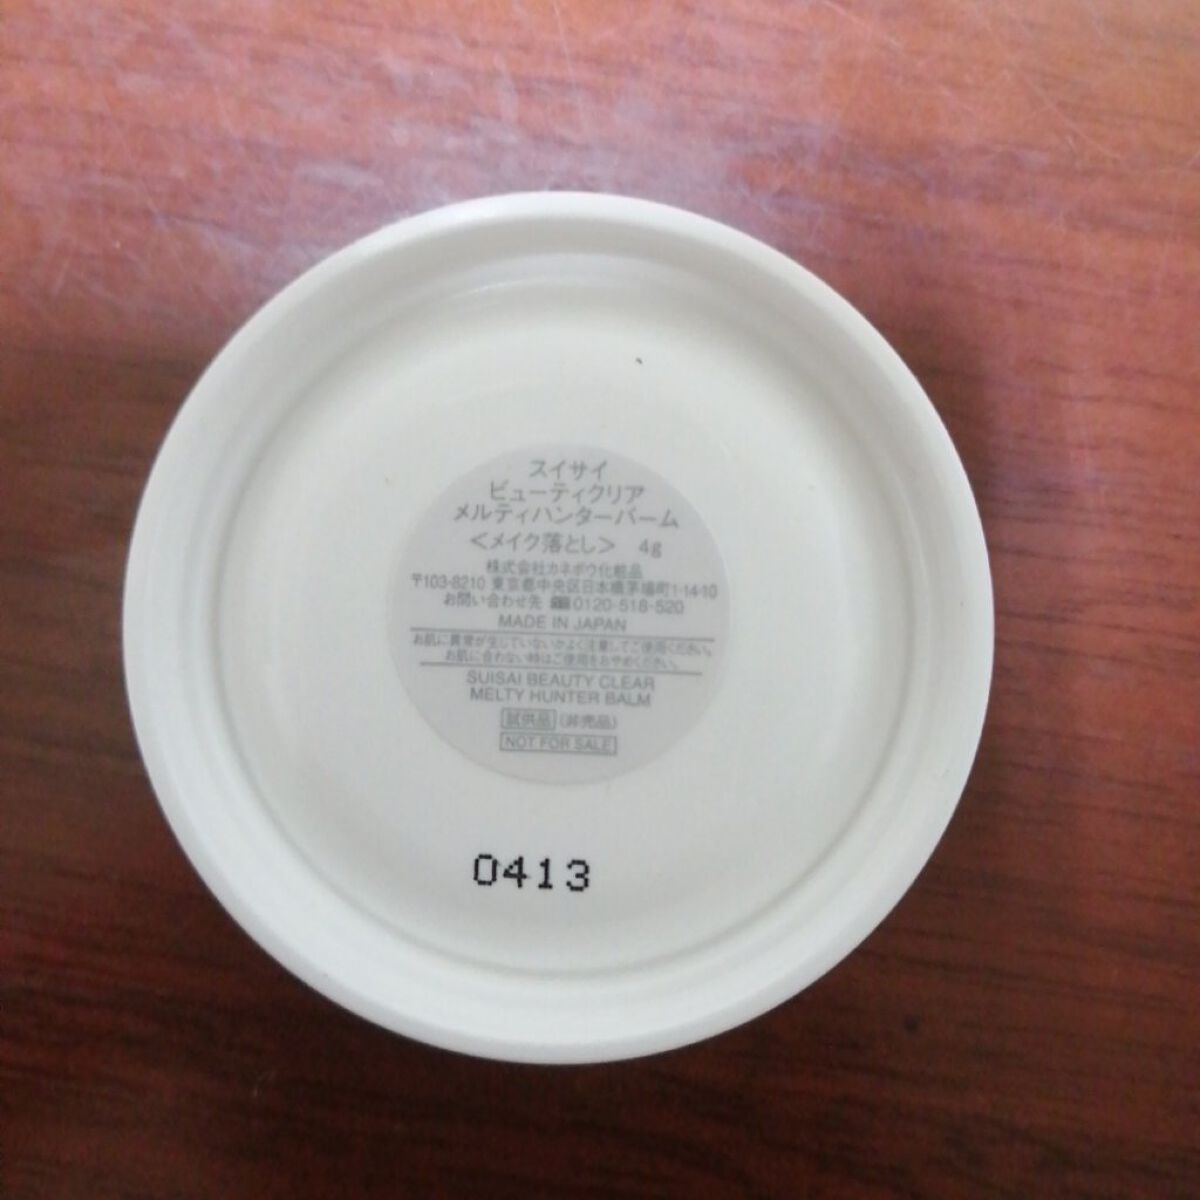 スイサイ
ビューティクリア
メルティハンターバーム
<メイク落とし> 4g
株式会社カネボウ化粧品
〒103-8210 東京都中央区日本橋茅場町1-14-10
お問い合わせ先 ☎0120-518-520
MADE IN JAPAN
お肌に異常が生じていないかよく注意してご使用ください。
お肌に合わない時はご使用をおやめください。
SUISAI BEAUTY CLEAR
MELTY HUNTER BALM
試供品 (非売品)
NOT FOR SALE
0413